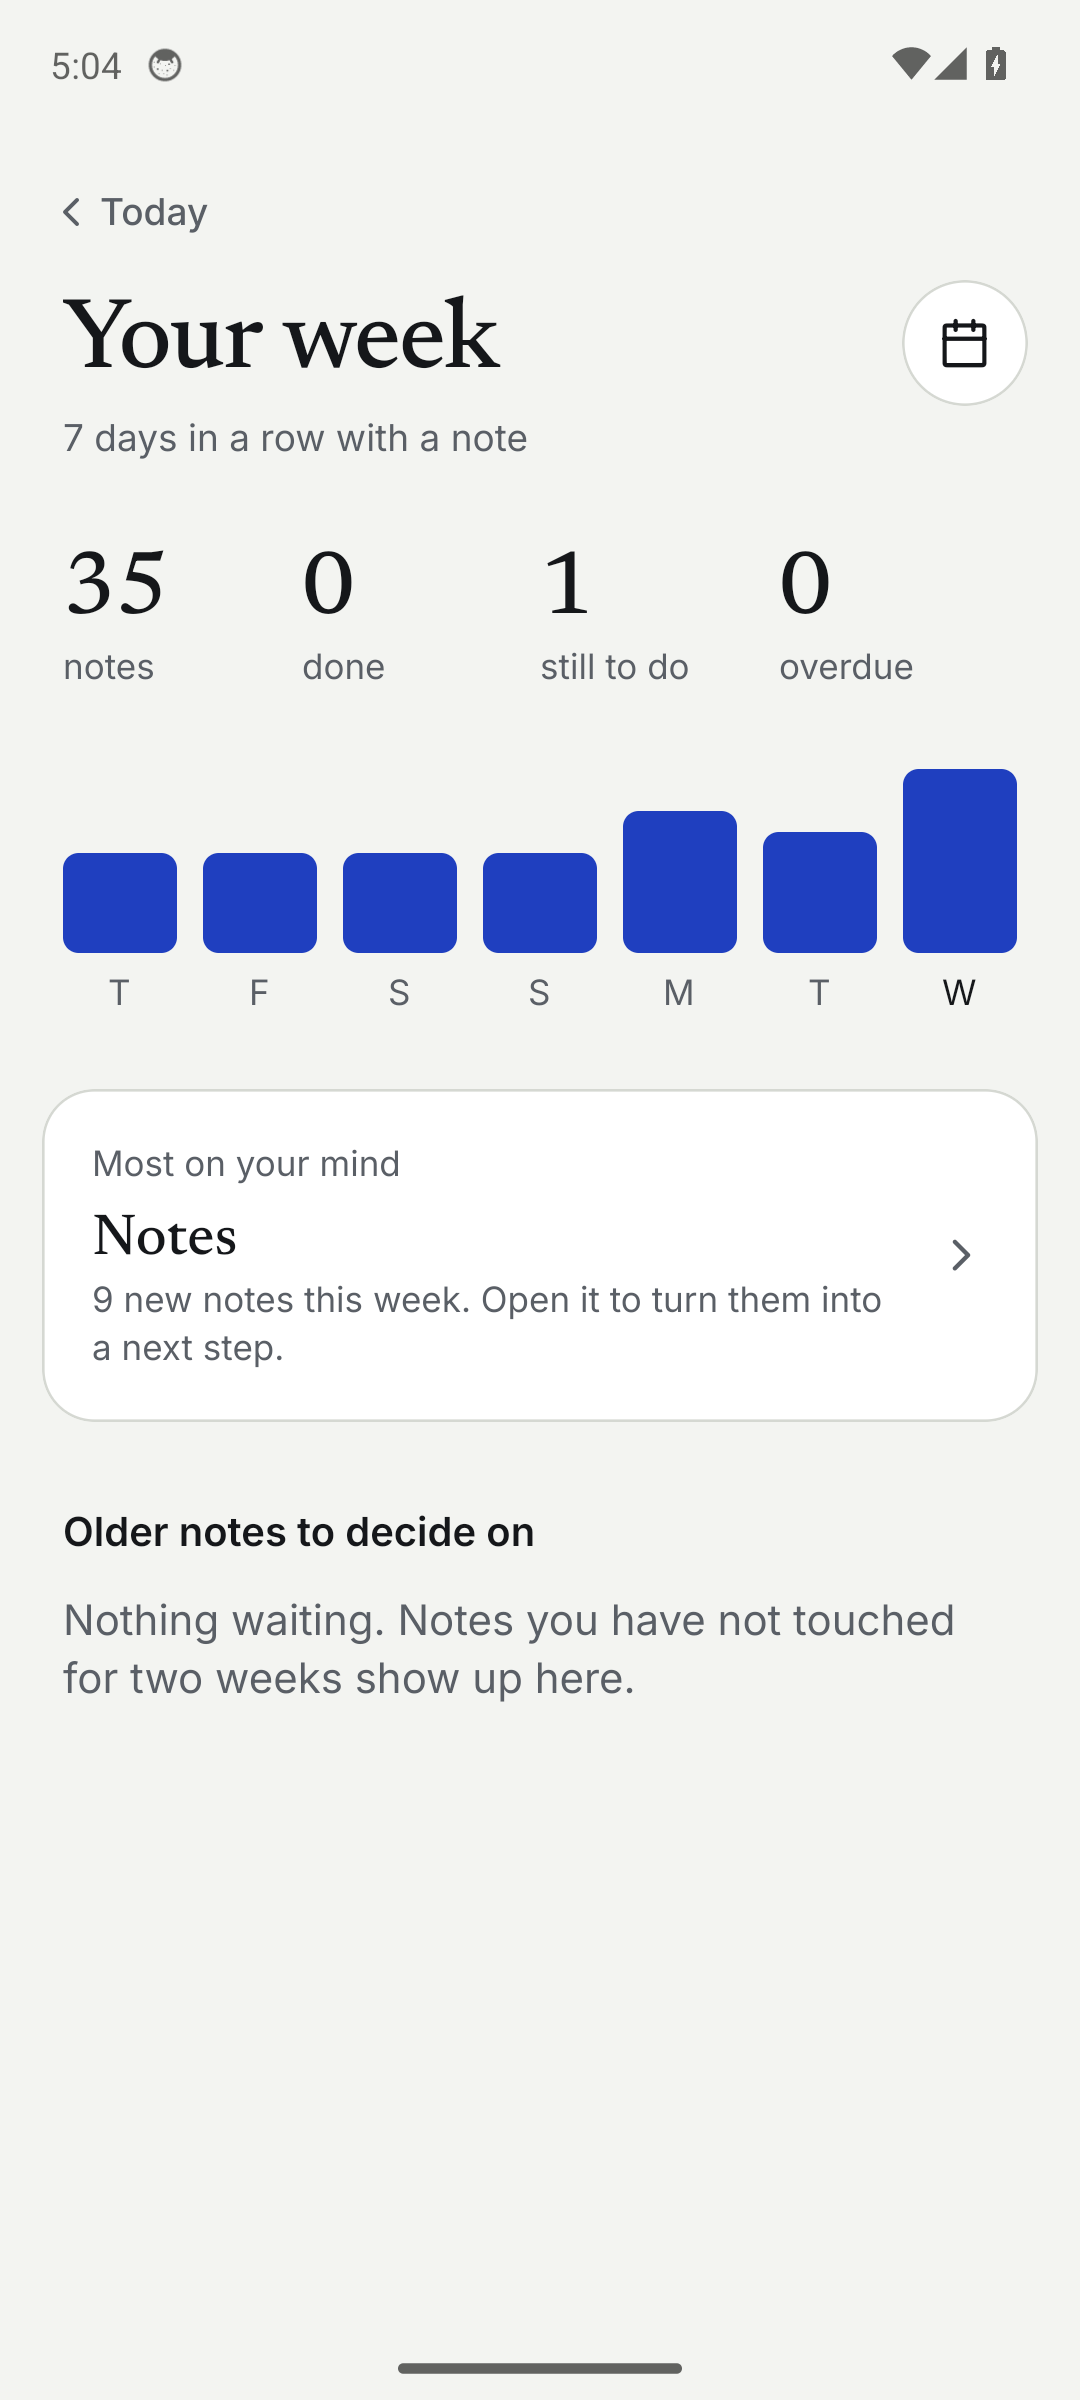 5:04
Today
Your week
7 days in a row with a note
35 0 1 0
notes done still to do overdue
T F S S M T W
Most on your mind
Notes
9 new notes this week. Open it to turn them into
a next step.
Older notes to decide on
Nothing waiting. Notes you have not touched
for two weeks show up here.